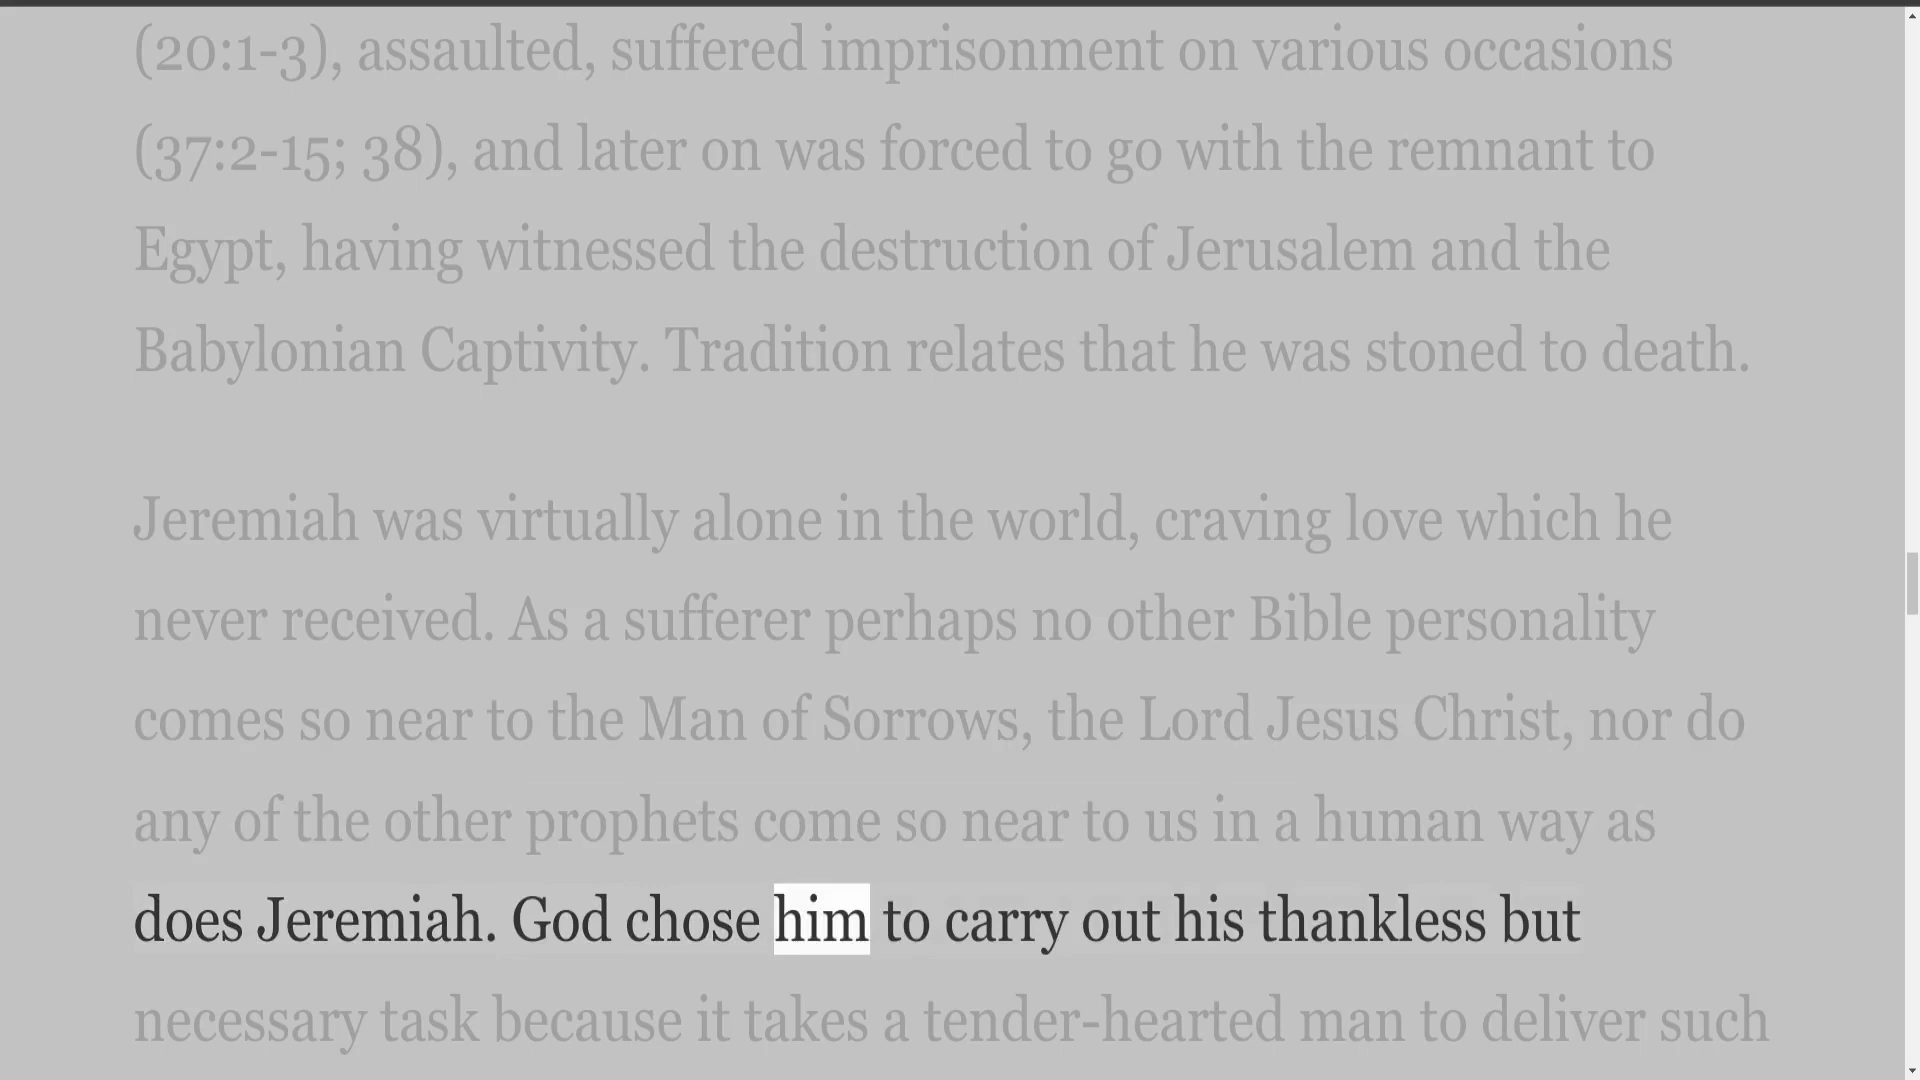 (20:1-3), assaulted, suffered imprisonment on various occasions
(37:2-15; 38), and later on was forced to go with the remnant to
Egypt, having witnessed the destruction of Jerusalem and the
Babylonian Captivity. Tradition relates that he was stoned to death.
Jeremiah was virtually alone in the world, craving love which he
never received. As a sufferer perhaps no other Bible personality
comes so near to the Man of Sorrows, the Lord Jesus Christ, nor do
any of the other prophets come so near to us in a human way as
does Jeremiah. God chose him to carry out his thankless but
necessary task because it takes a tender-hearted man to deliver such